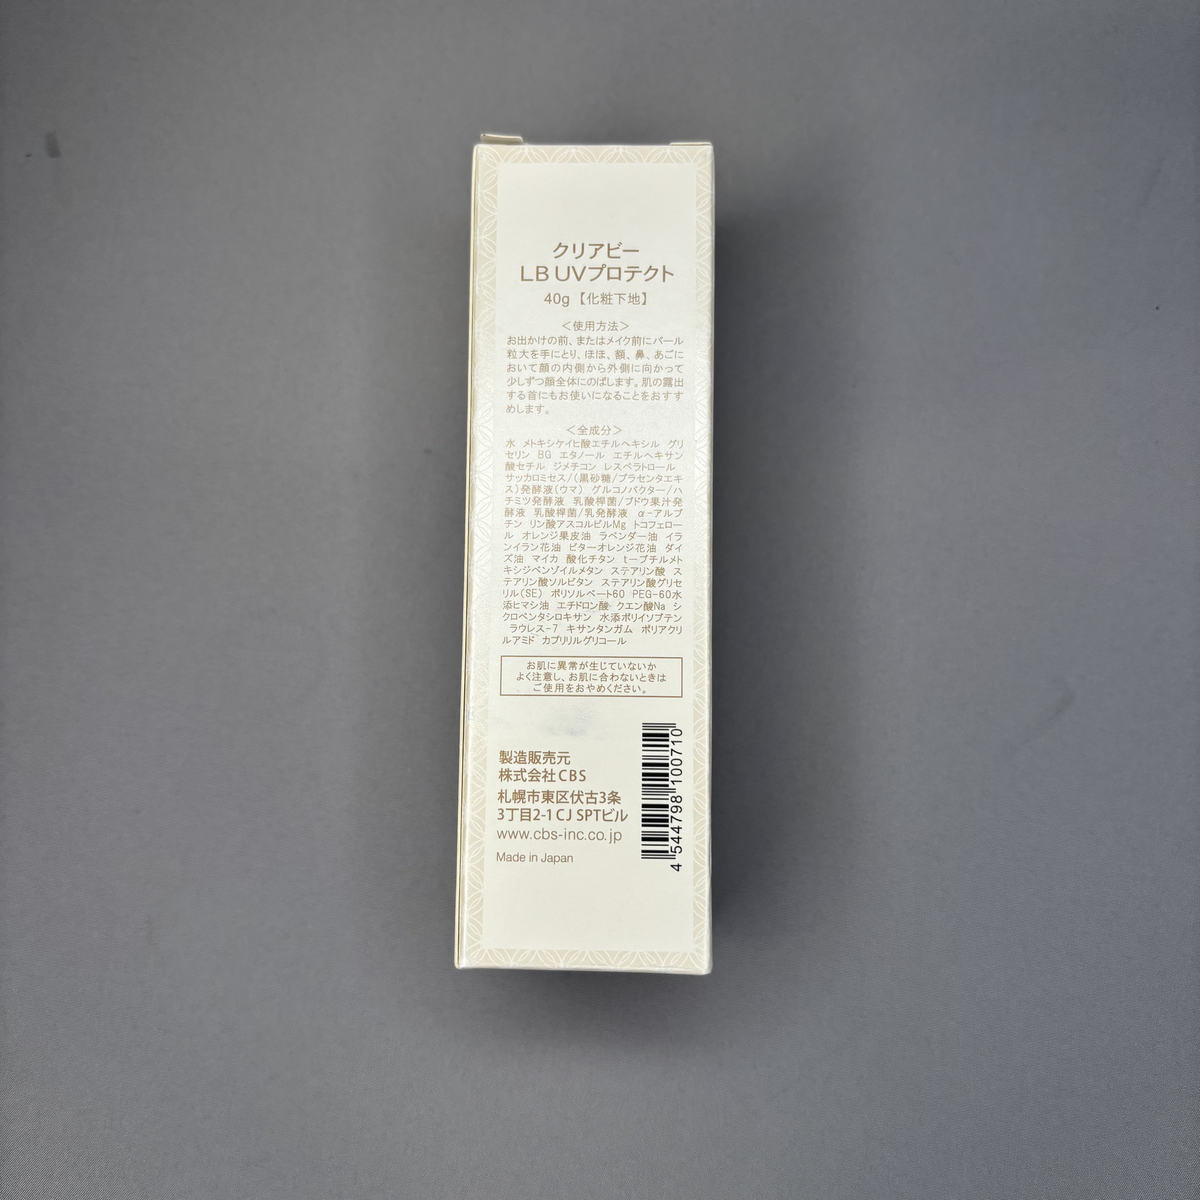 クリアビー
LB UVプロテクト
40g【化粧下地】
＜使用方法＞
お出かけの前、またはメイク前にパール
粒大を手にとり、ほほ、額、鼻、あごに
おいて顔の内側から外側に向かって
少しずつ顔全体にのばします。肌の露出
する首にもお使いになることをおすす
めします。
＜全成分＞
水 メトキシケイヒ酸エチルヘキシル グリ
セリン BG エタノール エチルヘキサン
酸セチル ジメチコン レスベラトロール
サッカロミセス/(黒砂糖/プラセンタエキ
ス)発酵液(ウマ) グルコノバクター/ハ
チミツ発酵液 乳酸桿菌/ブドウ果汁発
酵液 乳酸桿菌/乳発酵液 α-アルブ
チン リン酸アスコルビルMg トコフェロー
ル オレンジ果皮油 ラベンダー油 イラ
ンイラン花油 ビターオレンジ花油 ダイ
ズ油 マイカ 酸化チタン t-ブチルメト
キシジベンゾイルメタン ステアリン酸 ス
テアリン酸ソルビタン ステアリン酸グリセ
リル(SE) ポリソルベート60 PEG-60水
添ヒマシ油 エチドロン酸 クエン酸Na シ
クロペンタシロキサン 水添ポリイソブテン
ラウレス-7 キサンタンガム ポリアクリ
ルアミド カプリリルグリコール
お肌に異常が生じていないか
よく注意し、お肌に合わないときは
ご使用をおやめください。
製造販売元
株式会社CBS
札幌市東区伏古3条
3丁目2-1 CJ SPTビル
www.cbs-inc.co.jp
Made in Japan
4 544798 100710